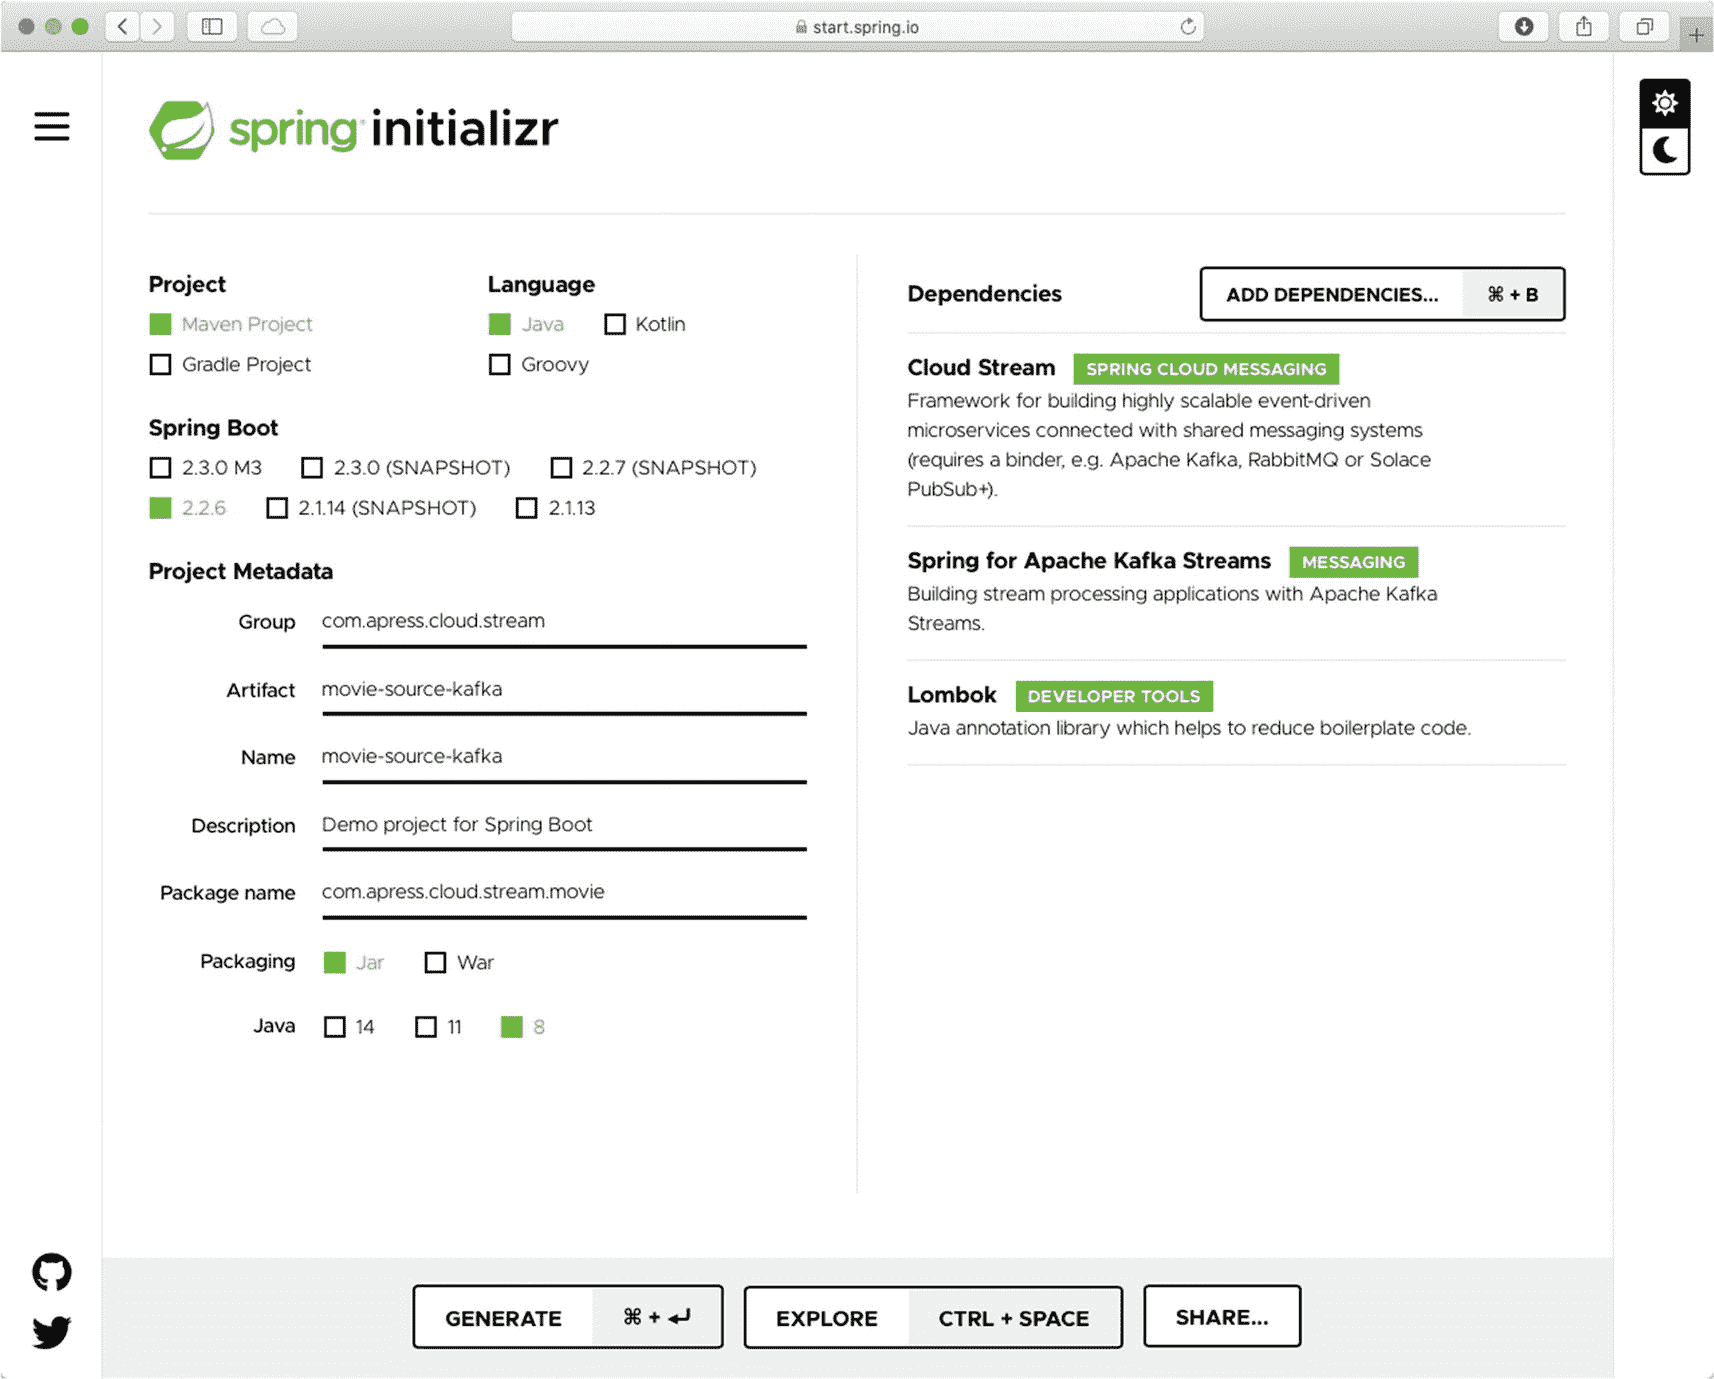 start.spring.io
spring initializr
Project
Maven Project
Gradle Project
Language
Java Kotlin
Groovy
Spring Boot
2.3.0 M3 2.3.0 (SNAPSHOT) 2.2.7 (SNAPSHOT)
2.2.6 2.1.14 (SNAPSHOT) 2.1.13
Project Metadata
Group com.apress.cloud.stream
Artifact movie-source-kafka
Name movie-source-kafka
Description Demo project for Spring Boot
Package name com.apress.cloud.stream.movie
Packaging Jar War
Java 14 11 8
Dependencies ADD DEPENDENCIES... ⌘ + B
Cloud Stream SPRING CLOUD MESSAGING
Framework for building highly scalable event-driven
microservices connected with shared messaging systems
(requires a binder, e.g. Apache Kafka, RabbitMQ or Solace
PubSub+).
Spring for Apache Kafka Streams MESSAGING
Building stream processing applications with Apache Kafka
Streams.
Lombok DEVELOPER TOOLS
Java annotation library which helps to reduce boilerplate code.
GENERATE ⌘ + ↵ EXPLORE CTRL + SPACE SHARE...